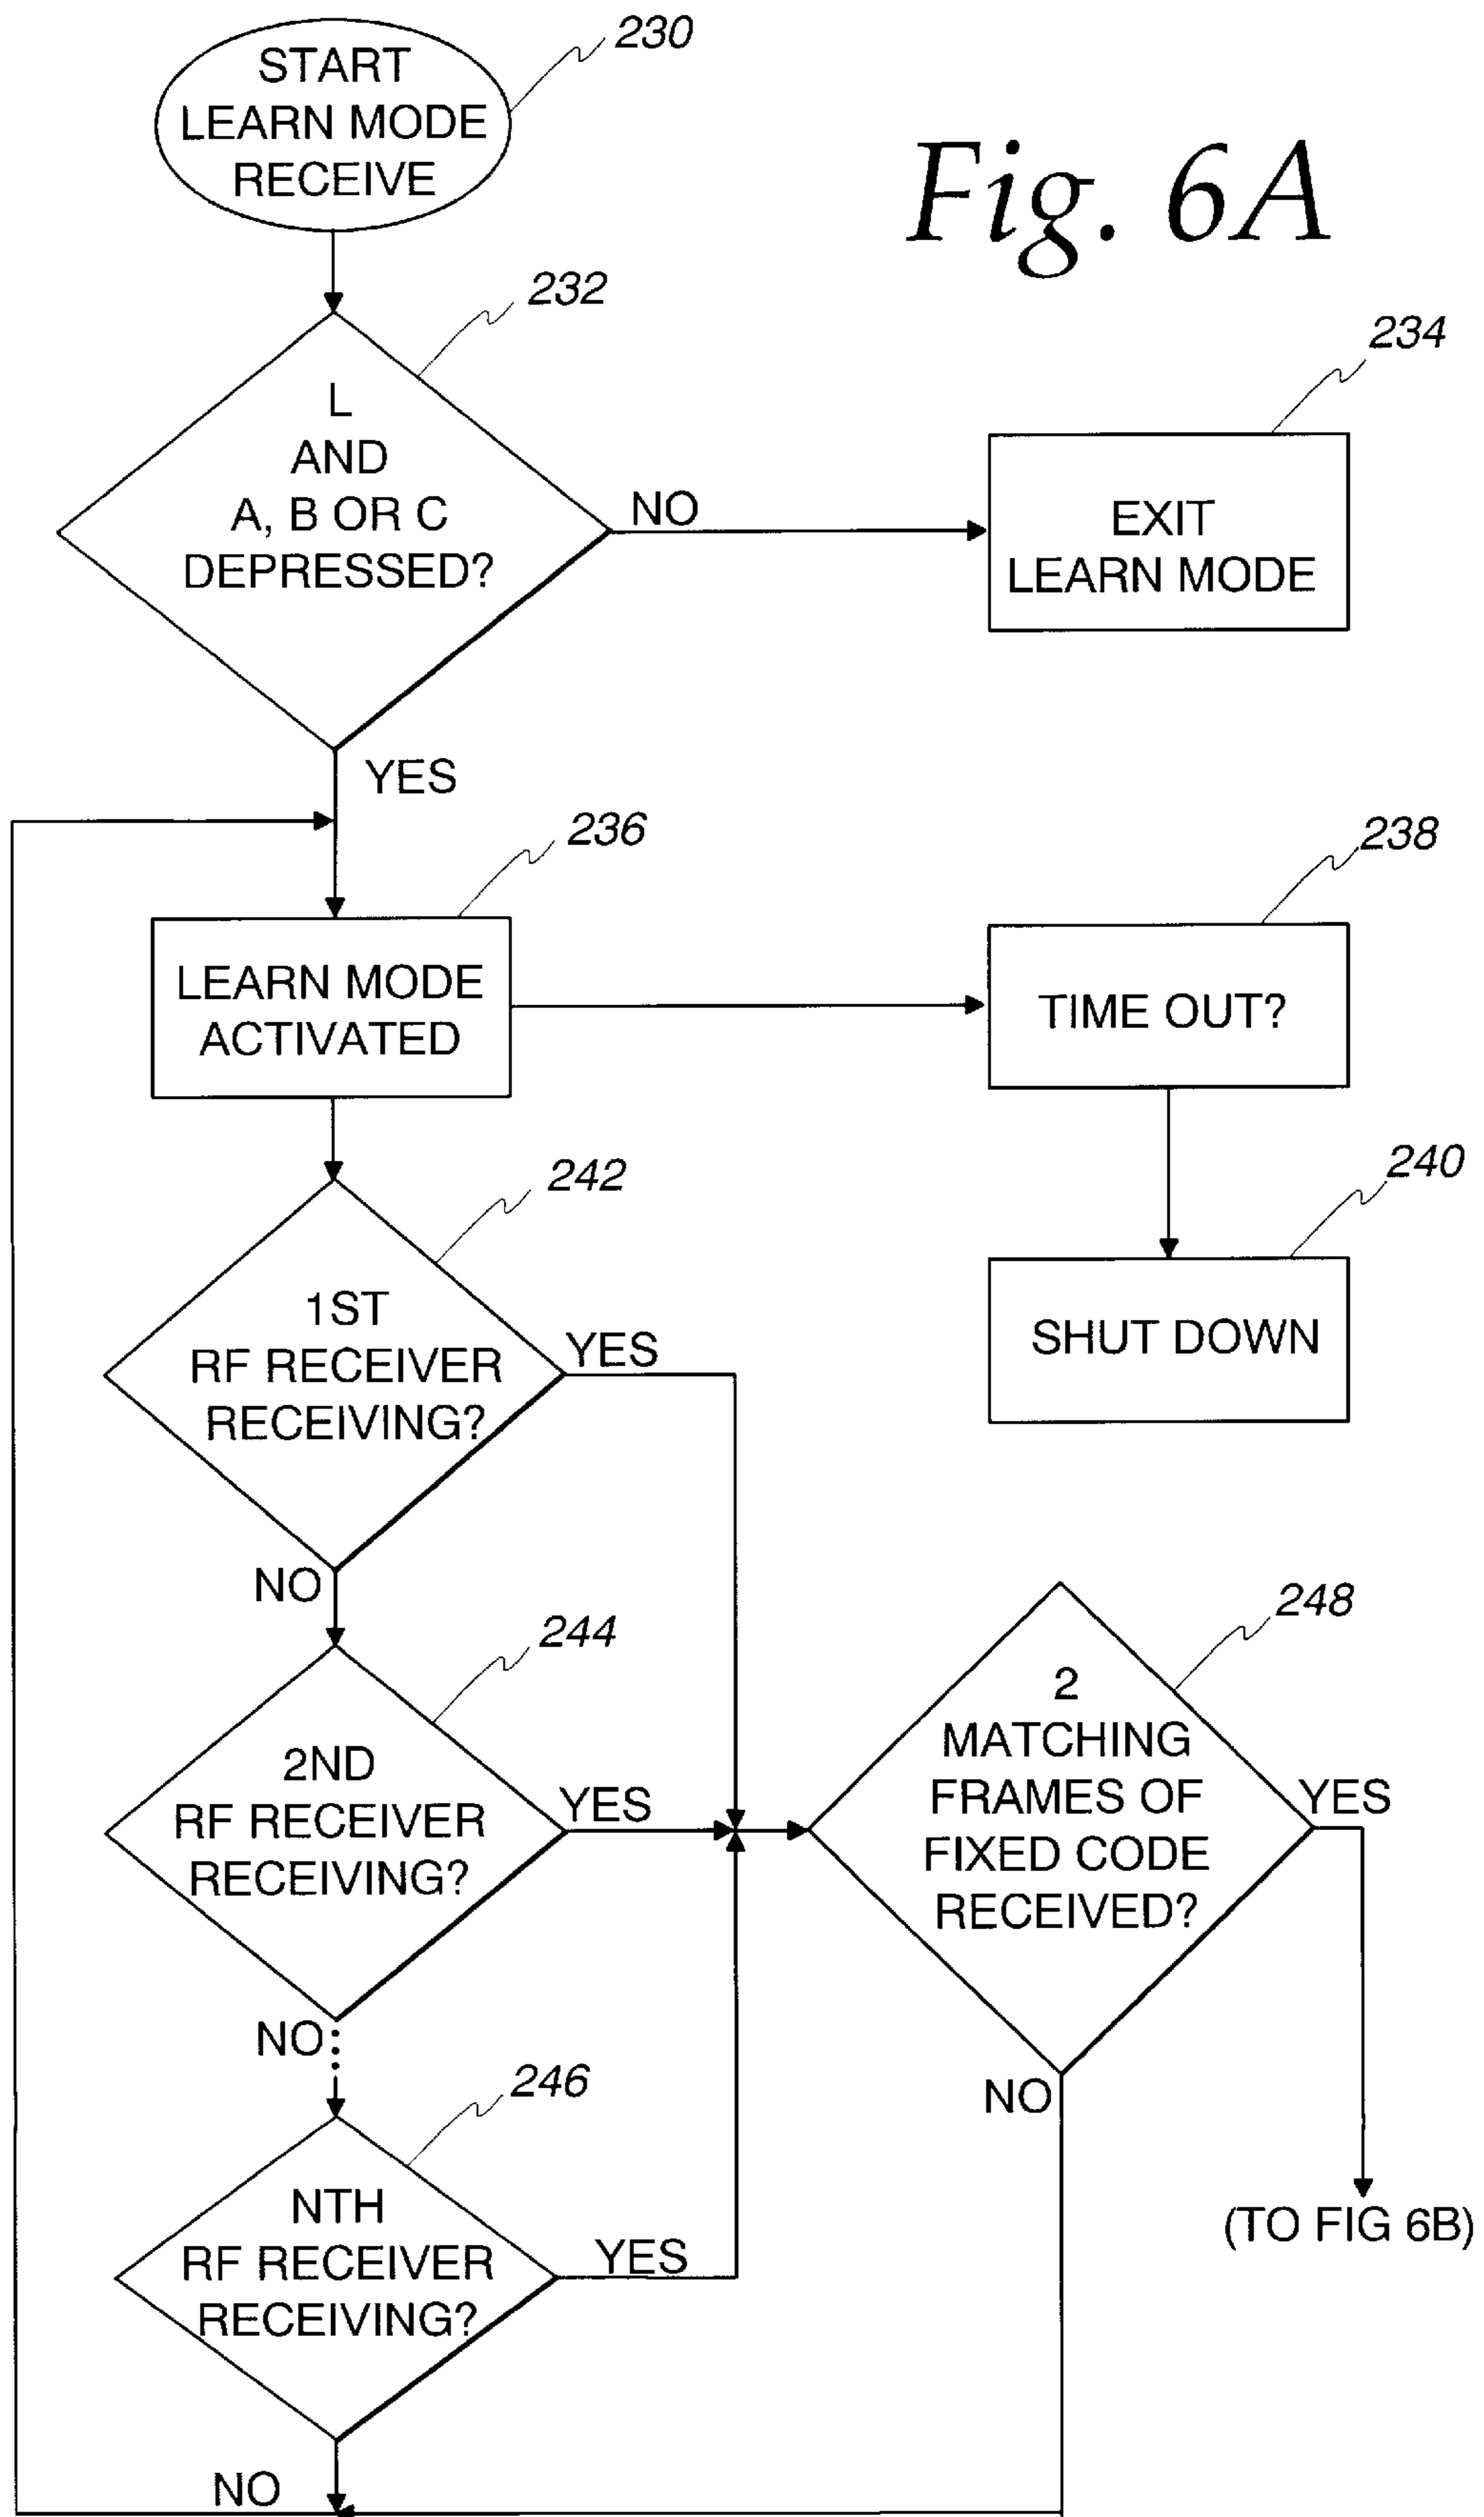 230
START
LEARN MODE
RECEIVE
Fig. 6A
232
234
L
AND
A, B OR C
DEPRESSED?
NO
EXIT
LEARN MODE
YES
236
238
LEARN MODE
ACTIVATED
TIME OUT?
242
240
1ST
RF RECEIVER
RECEIVING?
YES
SHUT DOWN
NO
244
248
2ND
RF RECEIVER
RECEIVING?
YES
2
MATCHING
FRAMES OF
FIXED CODE
RECEIVED?
YES
NO
246
NO
NTH
RF RECEIVER
RECEIVING?
YES
(TO FIG 6B)
NO